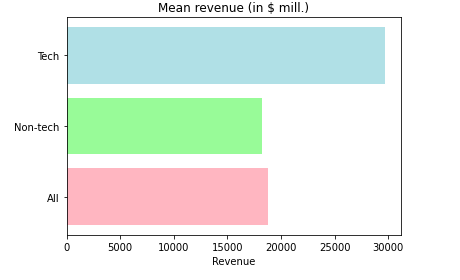 Mean revenue (in $ mill.)
Tech
Non-tech
All
0 5000 10000 15000 20000 25000 30000
Revenue